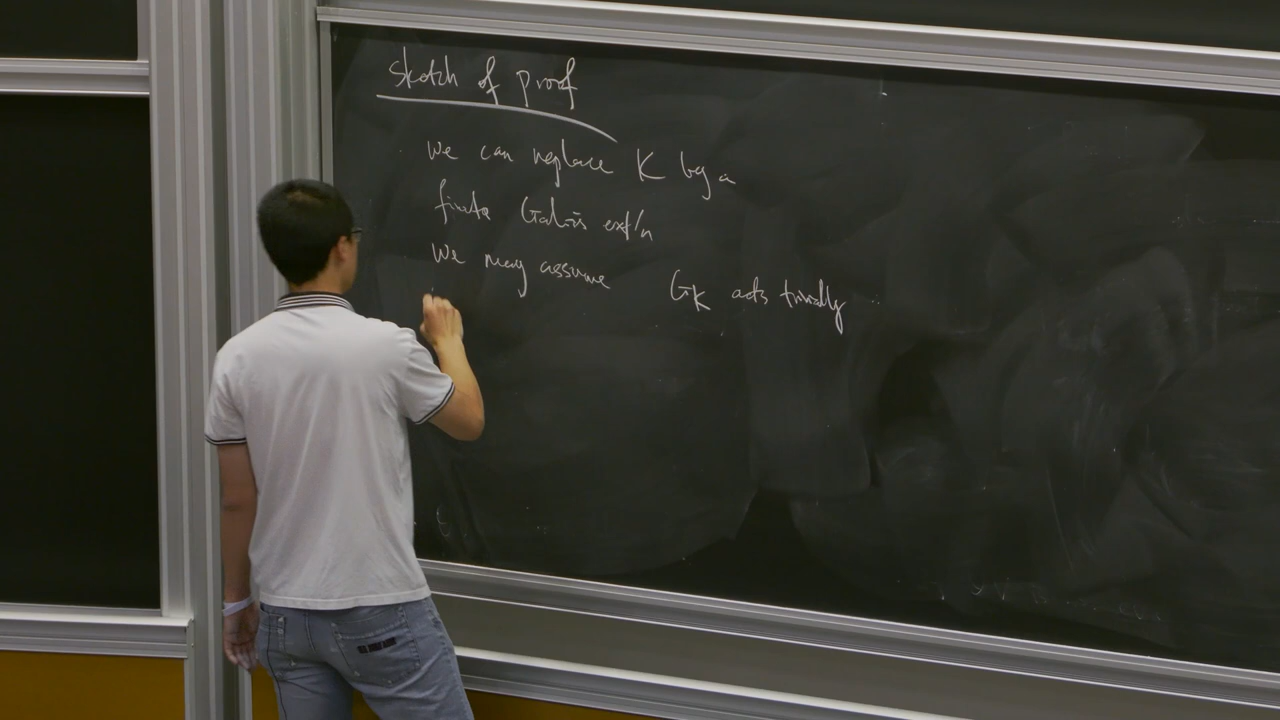 Sketch of proof
We can replace K by a
finite Galois ext'n
We may assume G_K acts trivially